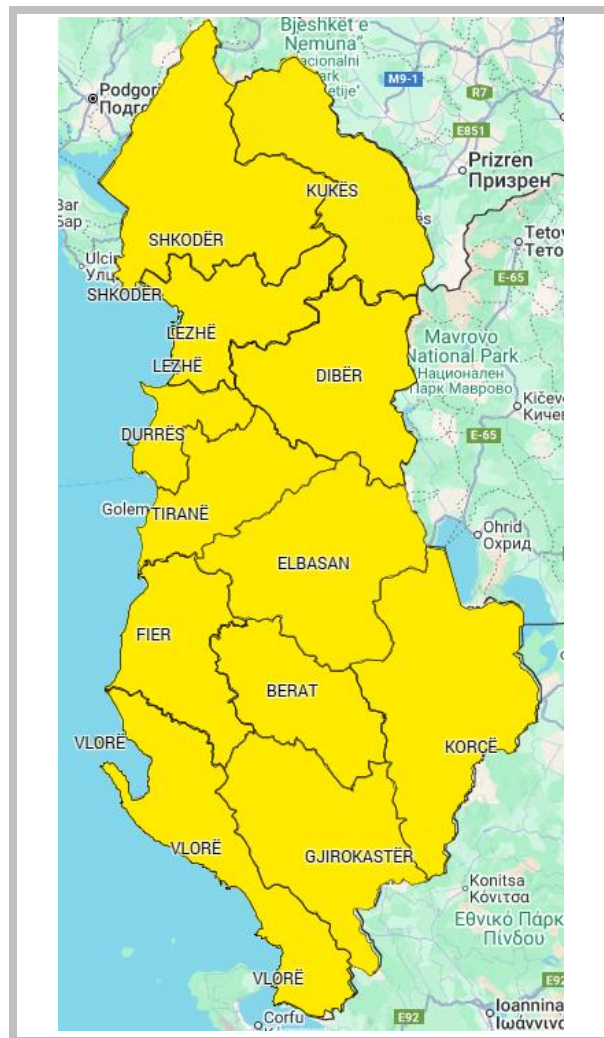 Bjeshkët e
Nemuna"
M9-1
R7
Podgor
Подгор
E851
Prizren
Призрен
KUKËS
Bar
Бар
Tetov
Тето
SHKODËR
Ulcin
Улц
E-65
SHKODËR
LEZHË
Mavrovo
National Park
Национален
Парк Маврово
LEZHË
DIBËR
Kičevo
Кичев
DURRËS
E-65
Golem
TIRANË
Ohrid
Охрид
ELBASAN
FIER
BERAT
VLORË
KORÇË
VLORË
GJIROKASTËR
Konitsa
Κόνιτσα
Εθνικό Πάρκ
Πίνδου
VLORË
E92
E92
Ioannina
Ιωάννινα
Corfu